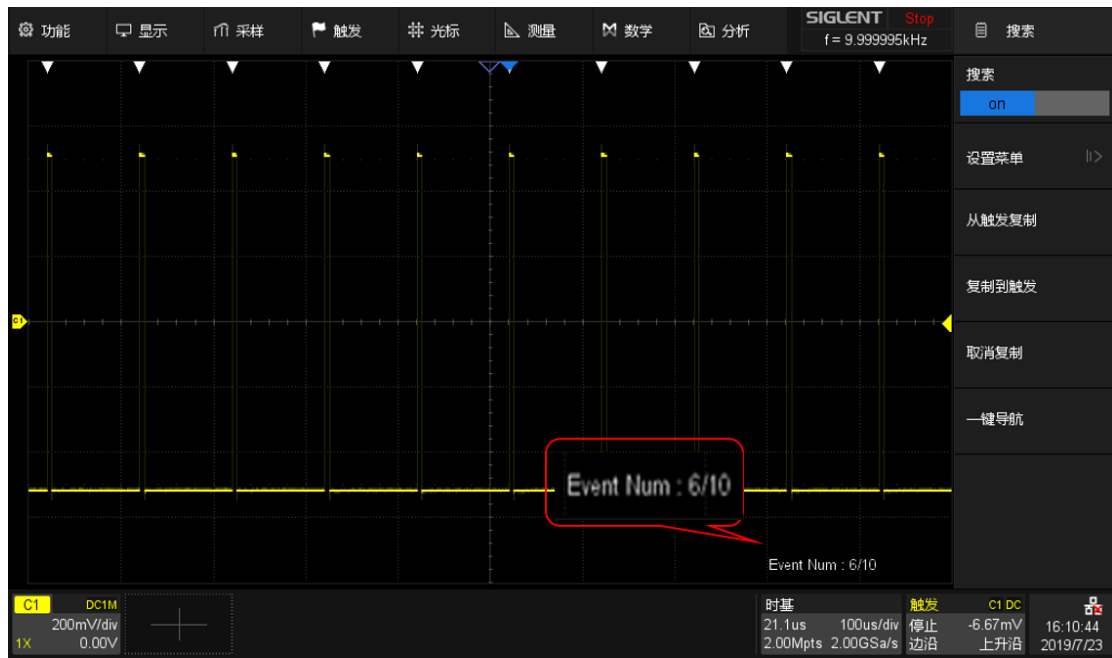 功能 显示 采样 触发 光标 测量 数学 分析 SIGLENT Stop 搜索
f = 9.999995kHz
搜索
on
设置菜单
从触发复制
复制到触发
取消复制
一键导航
C1
Event Num : 6/10
Event Num : 6/10
C1 DC1M 时基 触发 C1 DC
200mV/div 21.1us 100us/div 停止 -6.67mV 16:10:44
1X 0.00V 2.00Mpts 2.00GSa/s 边沿 上升沿 2019/7/23